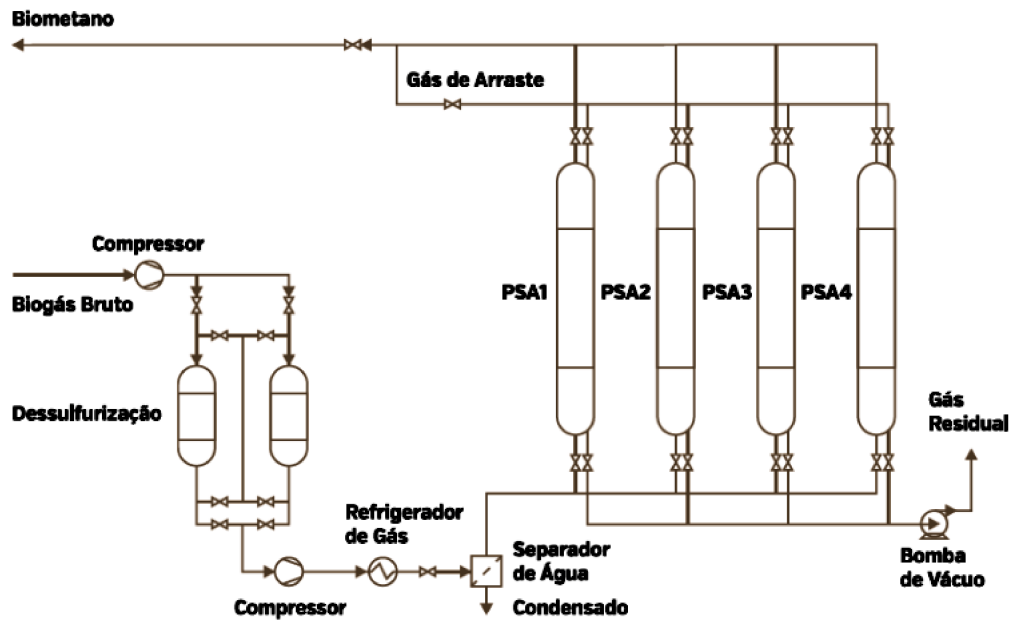 Biometano
Gás de Arraste
Compressor
Biogás Bruto
PSA1
PSA2
PSA3
PSA4
Dessulfurização
Gás
Residual
Refrigerador
de Gás
Separador
de Água
Bomba
de Vácuo
Compressor
Condensado